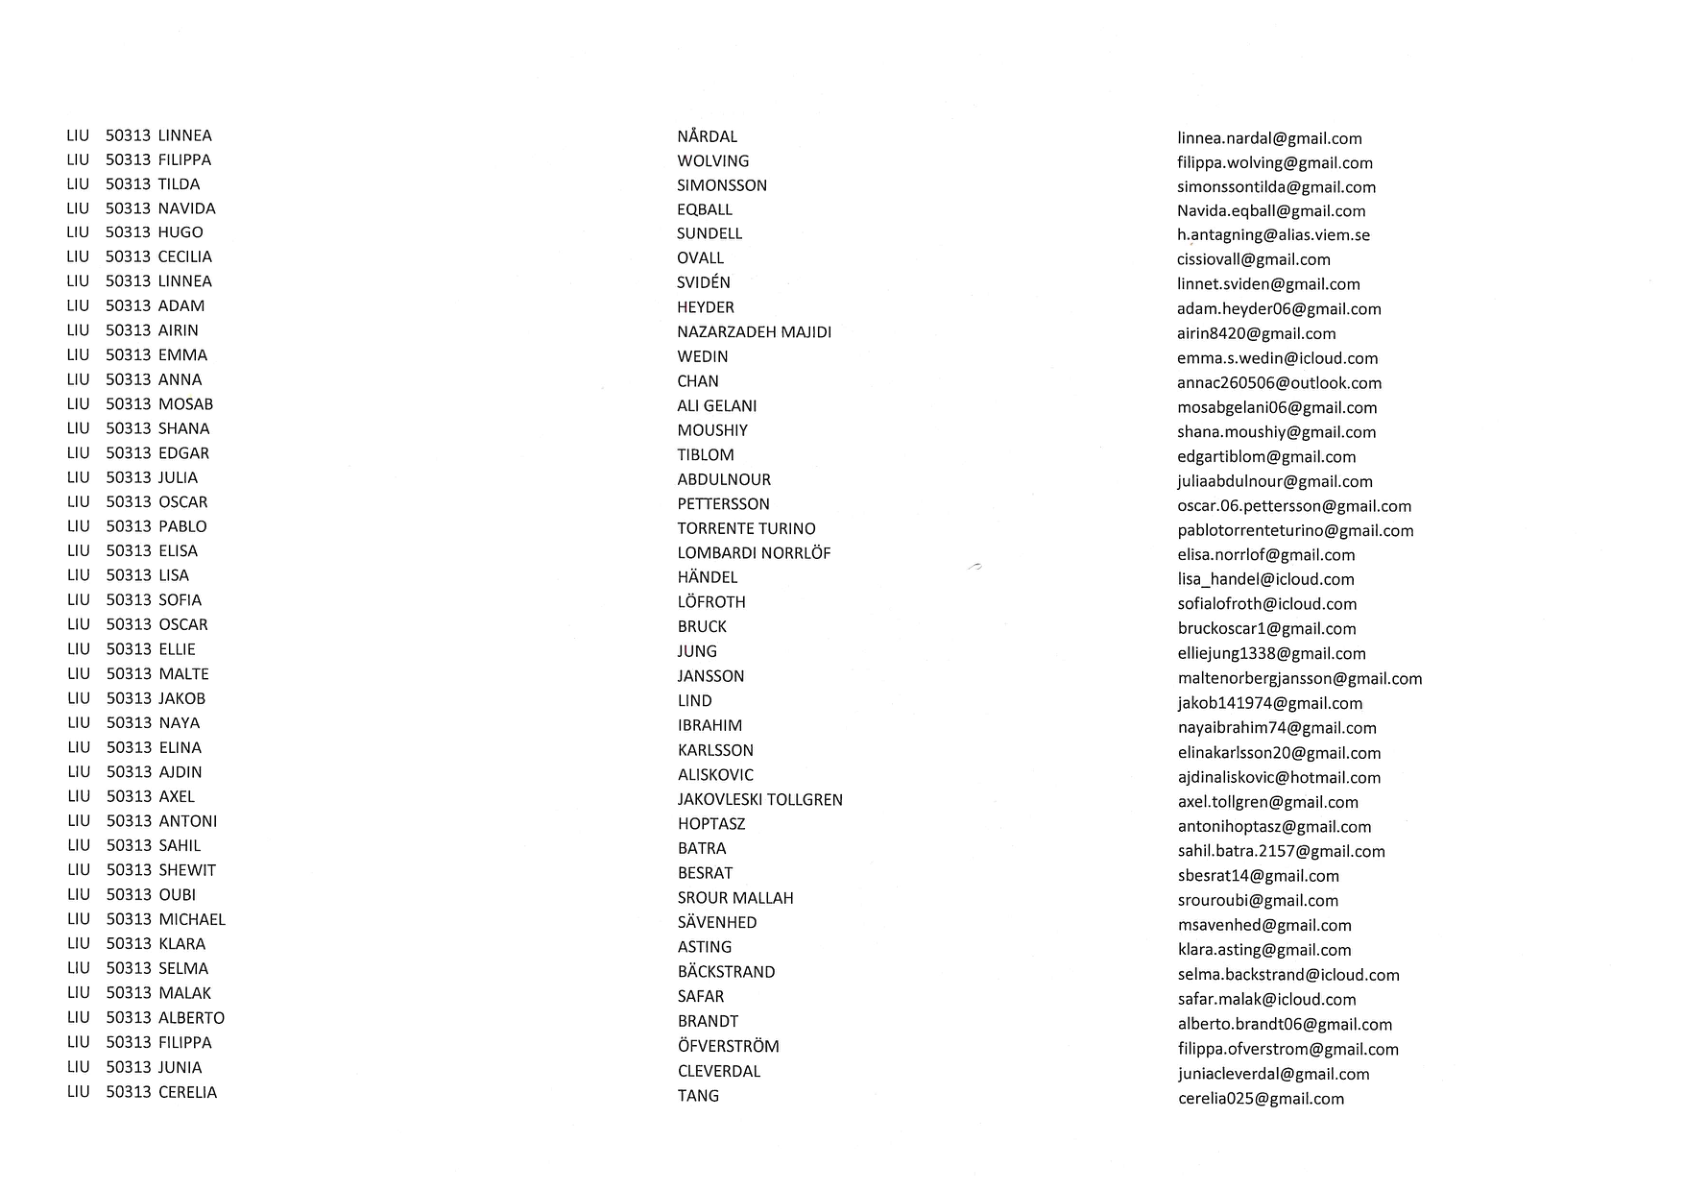 LIU 50313 LINNEA NÅRDAL linnea.nardal@gmail.com
LIU 50313 FILIPPA WOLVING filippa.wolving@gmail.com
LIU 50313 TILDA SIMONSSON simonssontilda@gmail.com
LIU 50313 NAVIDA EQBALL Navida.eqball@gmail.com
LIU 50313 HUGO SUNDELL h.antagning@alias.viem.se
LIU 50313 CECILIA OVALL cissiovall@gmail.com
LIU 50313 LINNEA SVIDÉN linnet.sviden@gmail.com
LIU 50313 ADAM HEYDER adam.heyder06@gmail.com
LIU 50313 AIRIN NAZARZADEH MAJIDI airin8420@gmail.com
LIU 50313 EMMA WEDIN emma.s.wedin@icloud.com
LIU 50313 ANNA CHAN annac260506@outlook.com
LIU 50313 MOSAB ALI GELANI mosabgelani06@gmail.com
LIU 50313 SHANA MOUSHIY shana.moushiy@gmail.com
LIU 50313 EDGAR TIBLOM edgartiblom@gmail.com
LIU 50313 JULIA ABDULNOUR juliaabdulnour@gmail.com
LIU 50313 OSCAR PETTERSSON oscar.06.pettersson@gmail.com
LIU 50313 PABLO TORRENTE TURINO pablotorrenteturino@gmail.com
LIU 50313 ELISA LOMBARDI NORRLÖF elisa.norrlof@gmail.com
LIU 50313 LISA HÄNDEL lisa_handel@icloud.com
LIU 50313 SOFIA LÖFROTH sofialofroth@icloud.com
LIU 50313 OSCAR BRUCK bruckoscar1@gmail.com
LIU 50313 ELLIE JUNG elliejung1338@gmail.com
LIU 50313 MALTE JANSSON maltenorbergjansson@gmail.com
LIU 50313 JAKOB LIND jakob141974@gmail.com
LIU 50313 NAYA IBRAHIM nayaibrahim74@gmail.com
LIU 50313 ELINA KARLSSON elinakarlsson20@gmail.com
LIU 50313 AJDIN ALISKOVIC ajdinaliskovic@hotmail.com
LIU 50313 AXEL JAKOVLESKI TOLLGREN axel.tollgren@gmail.com
LIU 50313 ANTONI HOPTASZ antonihoptasz@gmail.com
LIU 50313 SAHIL BATRA sahil.batra.2157@gmail.com
LIU 50313 SHEWIT BESRAT sbesrat14@gmail.com
LIU 50313 OUBI SROUR MALLAH srouroubi@gmail.com
LIU 50313 MICHAEL SÄVENHED msavenhed@gmail.com
LIU 50313 KLARA ASTING klara.asting@gmail.com
LIU 50313 SELMA BÄCKSTRAND selma.backstrand@icloud.com
LIU 50313 MALAK SAFAR safar.malak@icloud.com
LIU 50313 ALBERTO BRANDT alberto.brandt06@gmail.com
LIU 50313 FILIPPA ÖFVERSTRÖM filippa.ofverstrom@gmail.com
LIU 50313 JUNIA CLEVERDAL juniacleverdal@gmail.com
LIU 50313 CERELIA TANG cerelia025@gmail.com